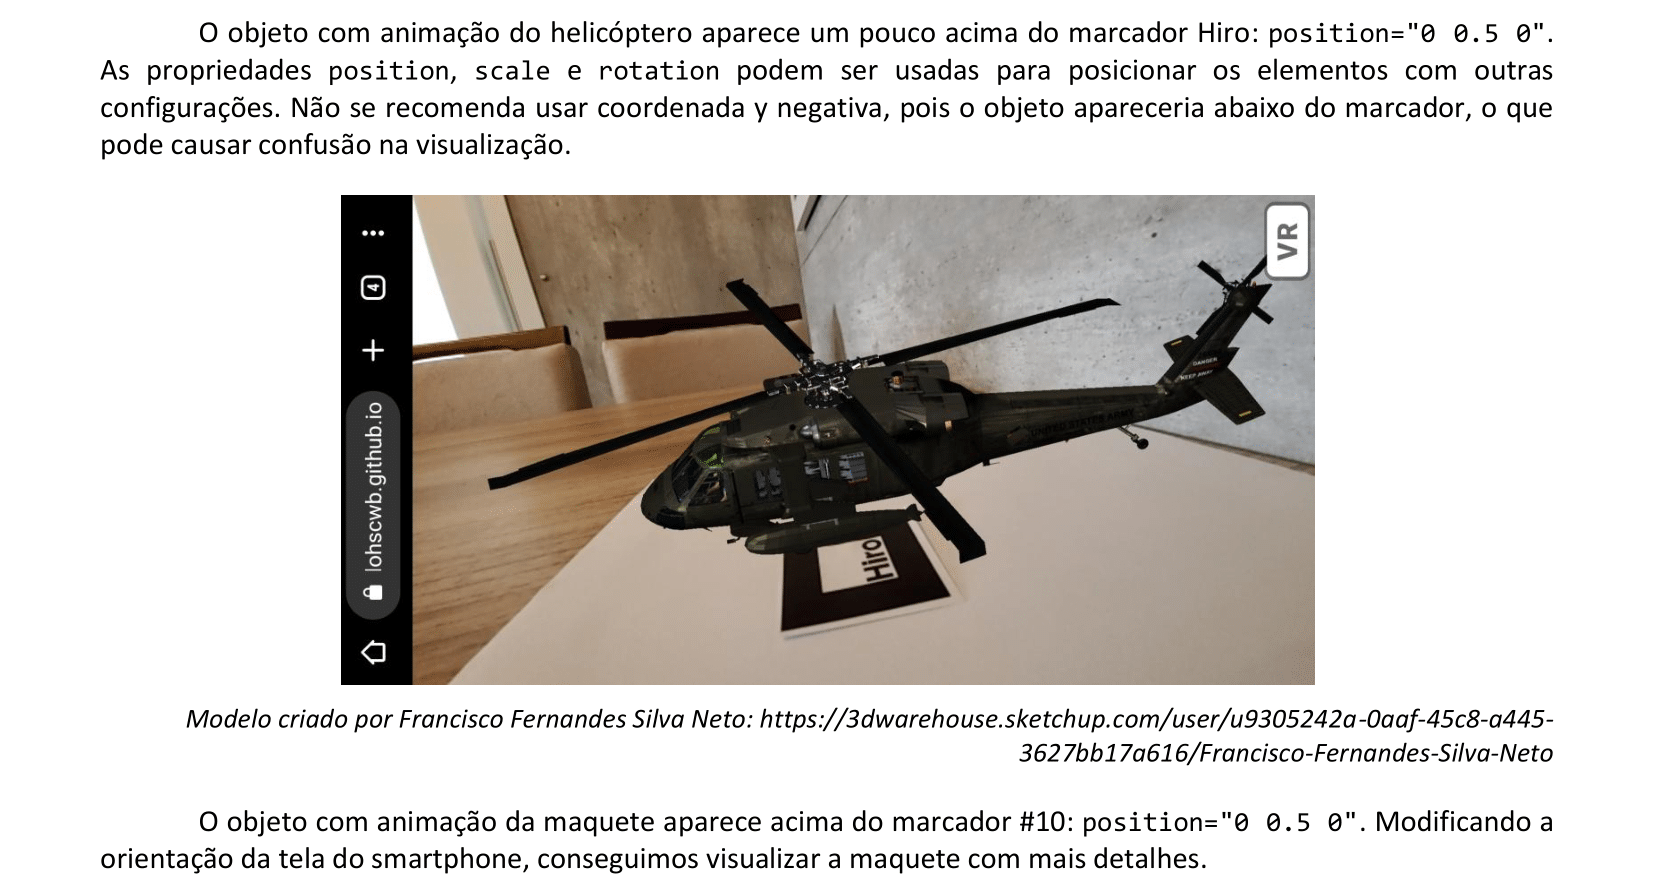 O objeto com animação do helicóptero aparece um pouco acima do marcador Hiro: position="0 0.5 0".
As propriedades position, scale e rotation podem ser usadas para posicionar os elementos com outras
configurações. Não se recomenda usar coordenada y negativa, pois o objeto apareceria abaixo do marcador, o que
pode causar confusão na visualização.
4
lohscwb.github.io
VR
DANGER
KEEP AWAY
UNITED STATES ARMY
Hiro
Modelo criado por Francisco Fernandes Silva Neto: https://3dwarehouse.sketchup.com/user/u9305242a-0aaf-45c8-a445-
3627bb17a616/Francisco-Fernandes-Silva-Neto
O objeto com animação da maquete aparece acima do marcador #10: position="0 0.5 0". Modificando a
orientação da tela do smartphone, conseguimos visualizar a maquete com mais detalhes.